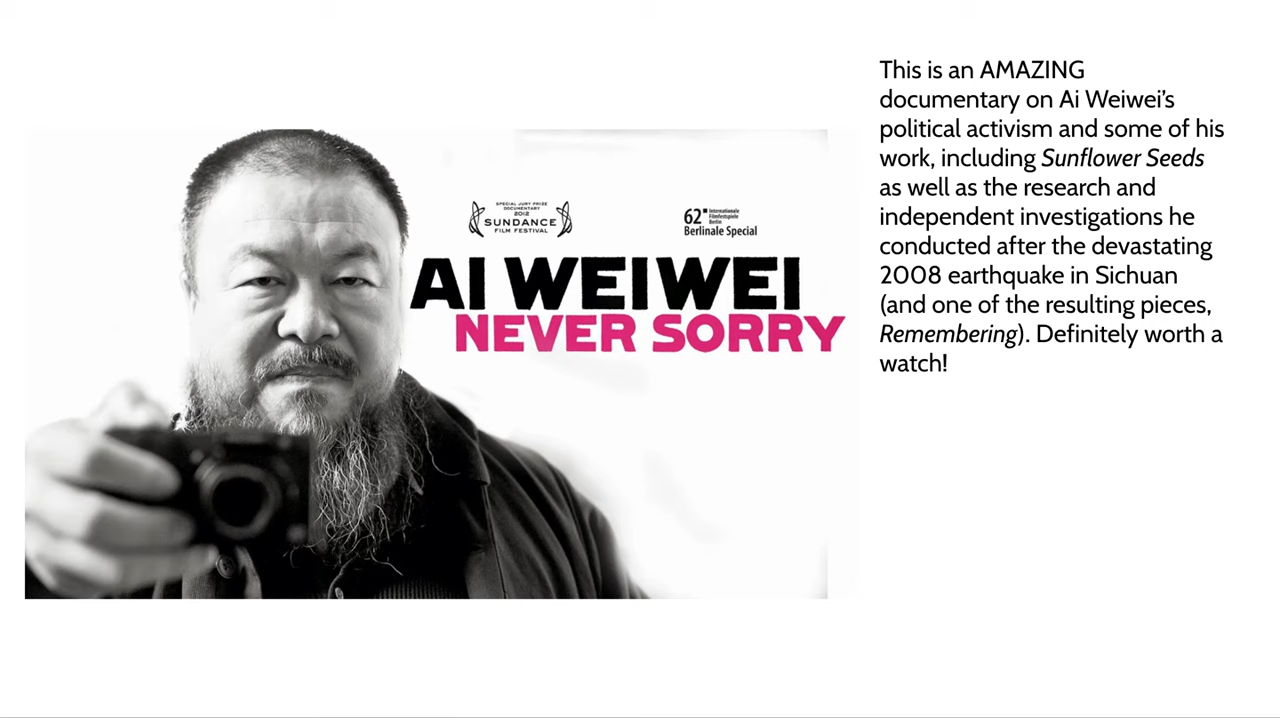 SPECIAL JURY PRIZE
DOCUMENTARY
2012
SUNDANCE
FILM FESTIVAL
62 Internationale
Filmfestspiele
Berlin
Berlinale Special
AI WEIWEI
NEVER SORRY
This is an AMAZING
documentary on Ai Weiwei’s
political activism and some of his
work, including Sunflower Seeds
as well as the research and
independent investigations he
conducted after the devastating
2008 earthquake in Sichuan
(and one of the resulting pieces,
Remembering). Definitely worth a
watch!